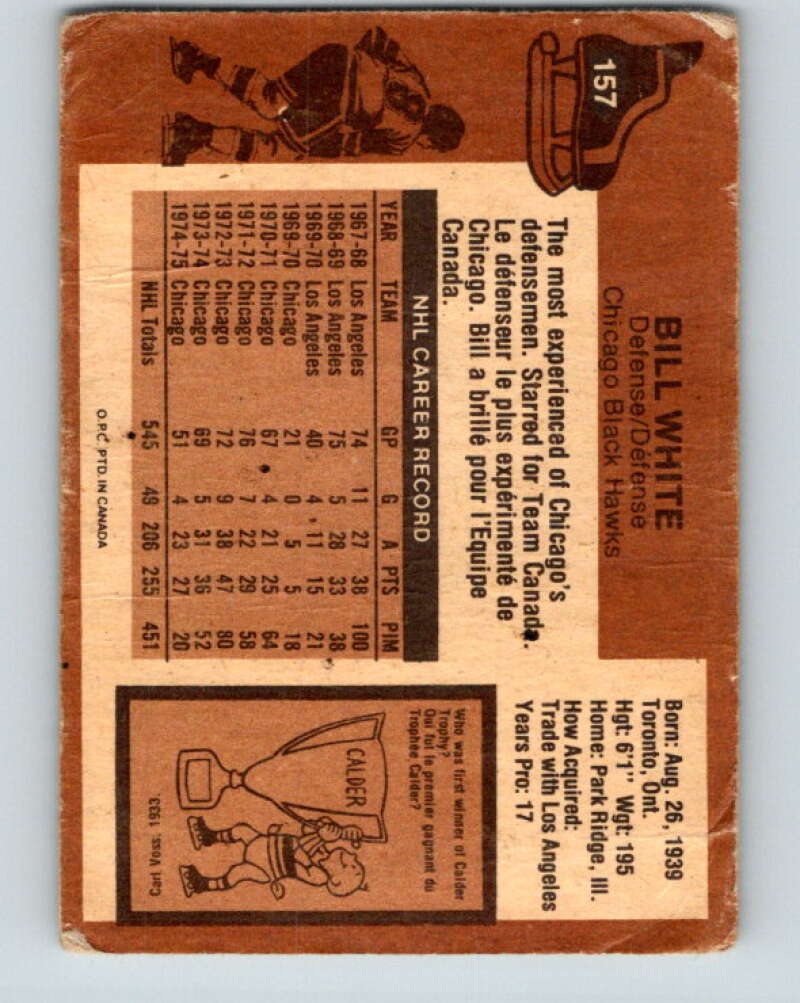 157
BILL WHITE
Defense/Défense
Chicago Black Hawks
Born: Aug. 26, 1939
Toronto, Ont.
Hgt: 6'1" Wgt: 195
Home: Park Ridge, Ill.
How Acquired:
Trade with Los Angeles
Years Pro: 17
The most experienced of Chicago's
defensemen. Starred for Team Canada.
Le défenseur le plus expérimenté de
Chicago. Bill a brillé pour l'Equipe
Canada.
NHL CAREER RECORD
YEAR TEAM GP G A PTS PIM
1967-68 Los Angeles 74 11 27 38 100
1968-69 Los Angeles 75 5 28 33 38
1969-70 Los Angeles 40 4 11 15 21
1969-70 Chicago 21 0 5 5 18
1970-71 Chicago 67 4 21 25 64
1971-72 Chicago 76 7 22 29 58
1972-73 Chicago 72 9 38 47 80
1973-74 Chicago 69 5 31 36 52
1974-75 Chicago 51 4 23 27 20
NHL Totals 545 49 206 255 451
O.P.C. PTD. IN CANADA
Who was first winner of Calder
Trophy?
Qui fut le premier gagnant du
Trophée Calder?
CALDER
Carl Voss, 1933.
8